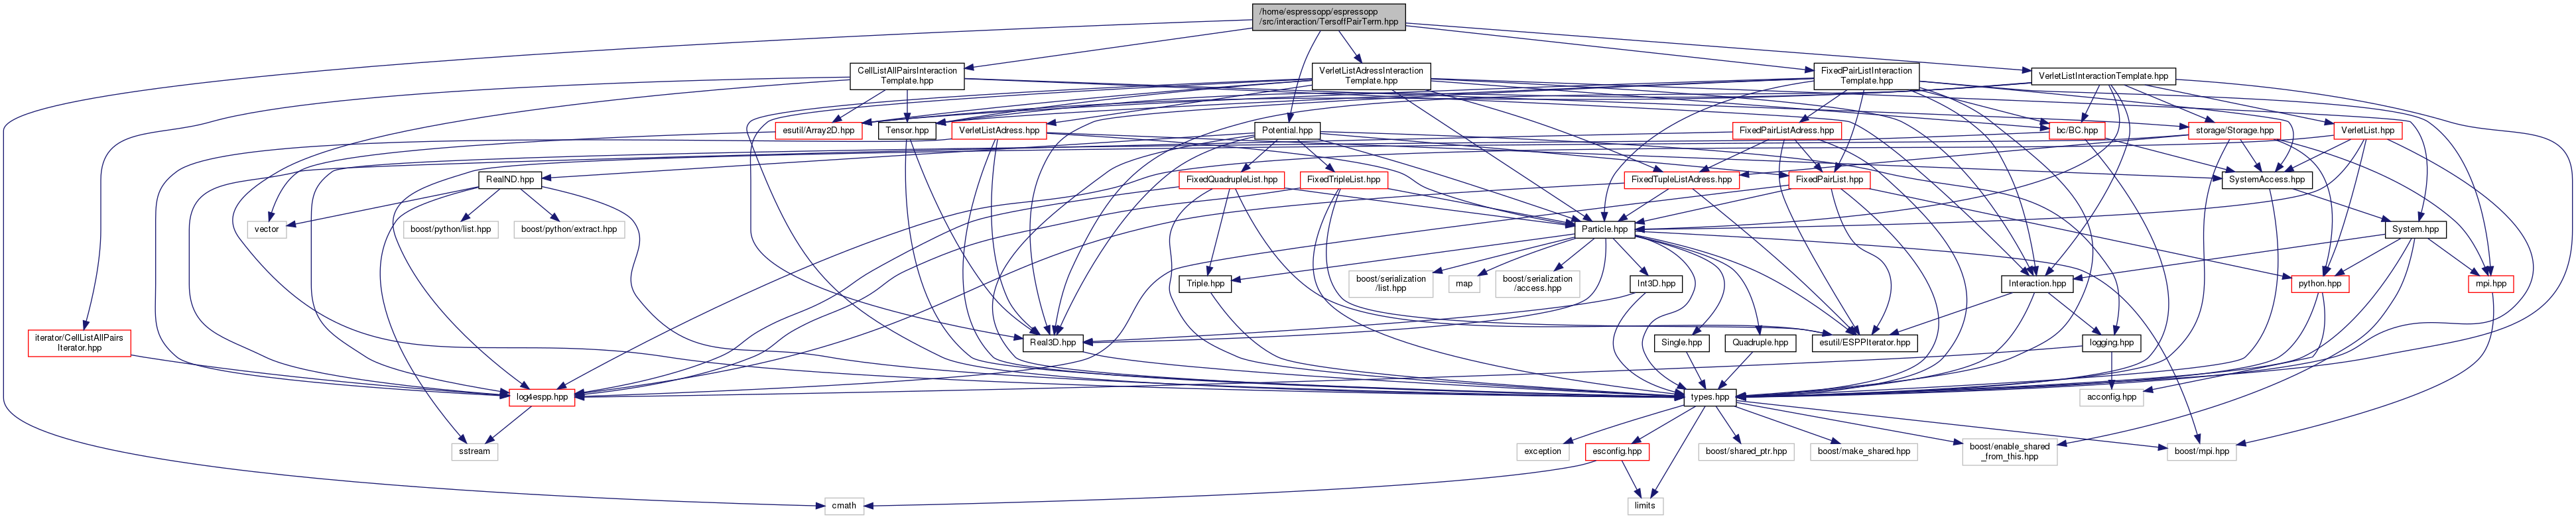 /home/espressopp/espressopp
/src/interaction/TersoffPairTerm.hpp
CellListAllPairsInteraction
Template.hpp
VerletListAdressInteraction
Template.hpp
FixedPairListInteraction
Template.hpp
VerletListInteractionTemplate.hpp
esutil/Array2D.hpp
Tensor.hpp
VerletListAdress.hpp
Potential.hpp
FixedPairListAdress.hpp
bc/BC.hpp
storage/Storage.hpp
VerletList.hpp
RealND.hpp
FixedQuadrupleList.hpp
FixedTripleList.hpp
FixedTupleListAdress.hpp
FixedPairList.hpp
SystemAccess.hpp
vector
boost/python/list.hpp
boost/python/extract.hpp
Particle.hpp
System.hpp
Triple.hpp
boost/serialization
/list.hpp
map
boost/serialization
/access.hpp
Int3D.hpp
Interaction.hpp
python.hpp
mpi.hpp
iterator/CellListAllPairs
Iterator.hpp
Real3D.hpp
Single.hpp
Quadruple.hpp
esutil/ESPPIterator.hpp
logging.hpp
log4espp.hpp
types.hpp
acconfig.hpp
sstream
exception
esconfig.hpp
boost/shared_ptr.hpp
boost/make_shared.hpp
boost/enable_shared
_from_this.hpp
boost/mpi.hpp
cmath
limits